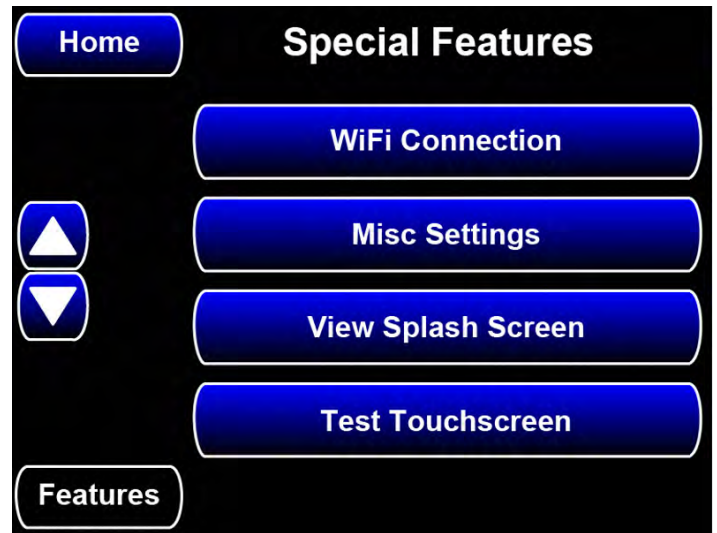 Home
Special Features
WiFi Connection
Misc Settings
View Splash Screen
Test Touchscreen
Features